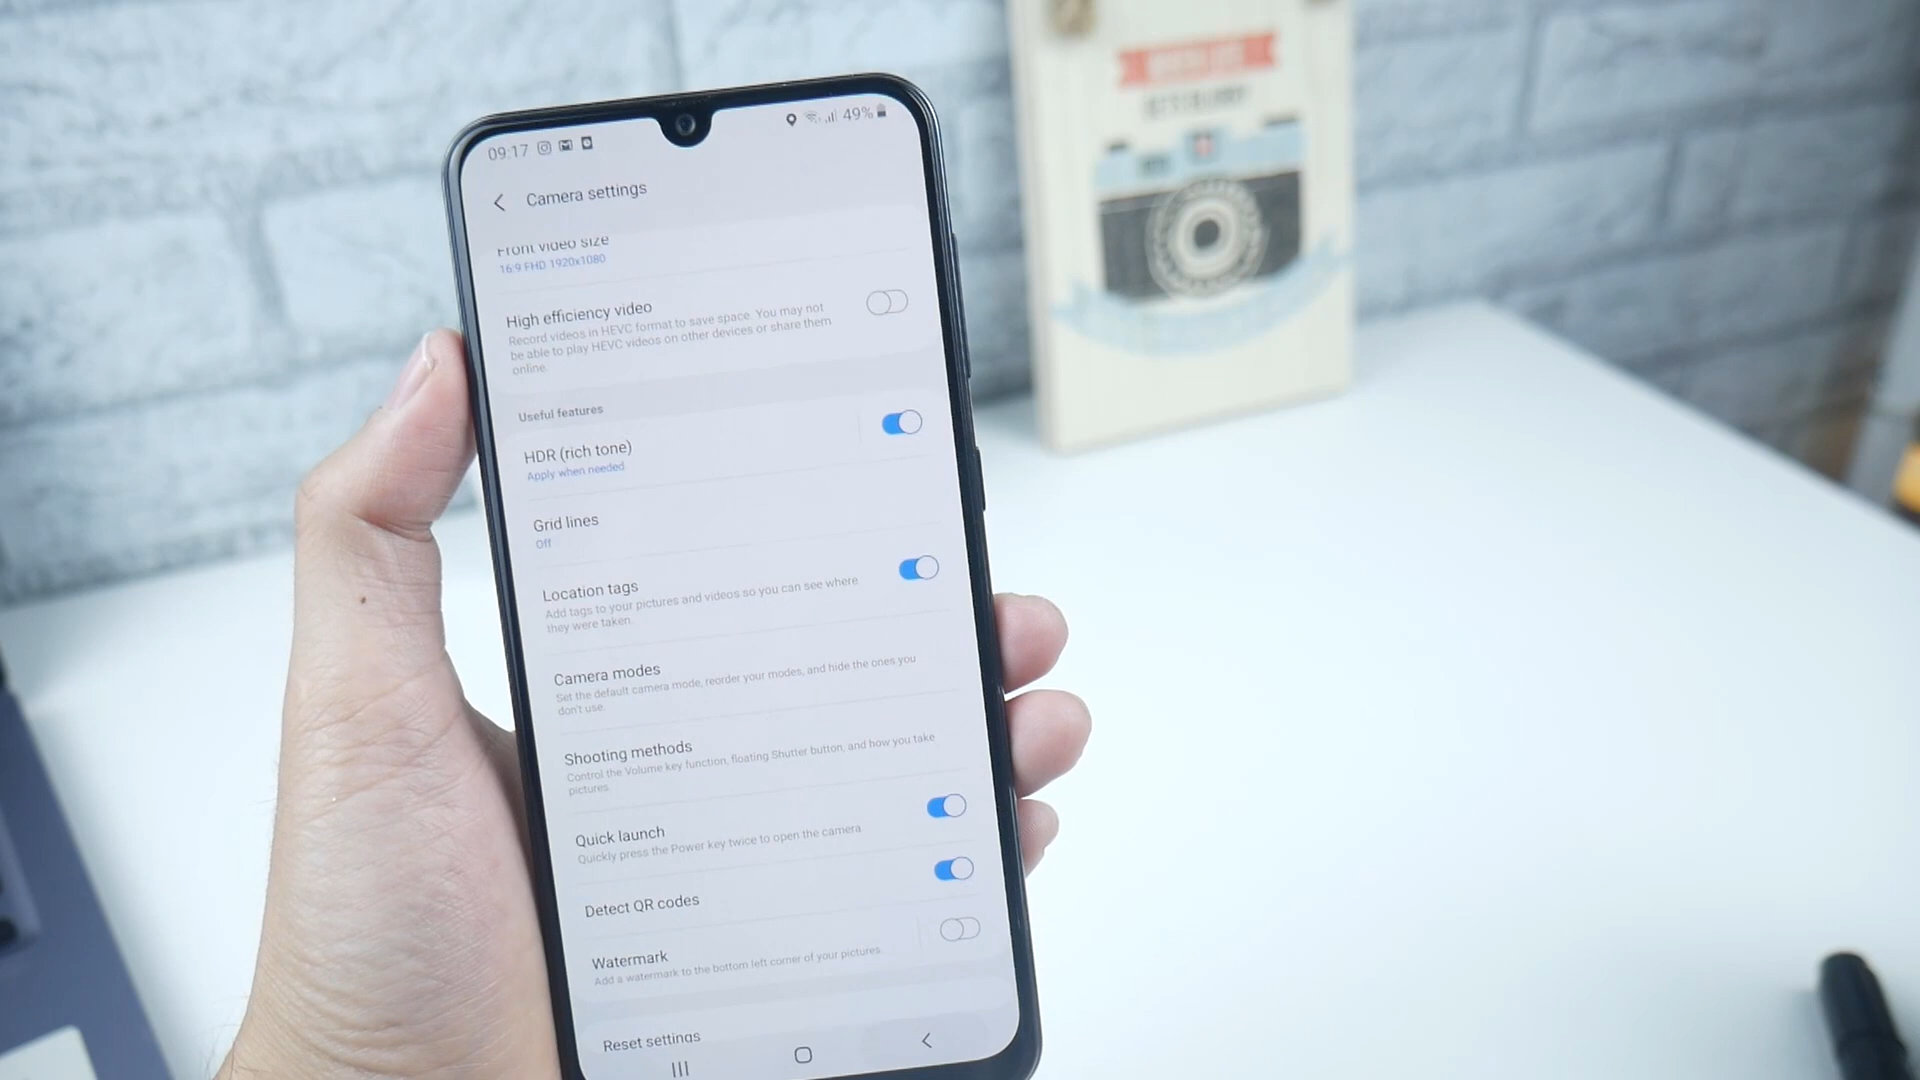 09:17
49%
Camera settings
Front video size
16:9 FHD 1920x1080
High efficiency video
Record videos in HEVC format to save space. You may not
be able to play HEVC videos on other devices or share them
online.
Useful features
HDR (rich tone)
Apply when needed
Grid lines
Off
Location tags
Add tags to your pictures and videos so you can see where
they were taken.
Camera modes
Set the default camera mode, reorder your modes, and hide the ones you
don't use.
Shooting methods
Control the Volume key function, floating Shutter button, and how you take
pictures.
Quick launch
Quickly press the Power key twice to open the camera
Detect QR codes
Watermark
Add a watermark to the bottom left corner of your pictures.
Reset settings